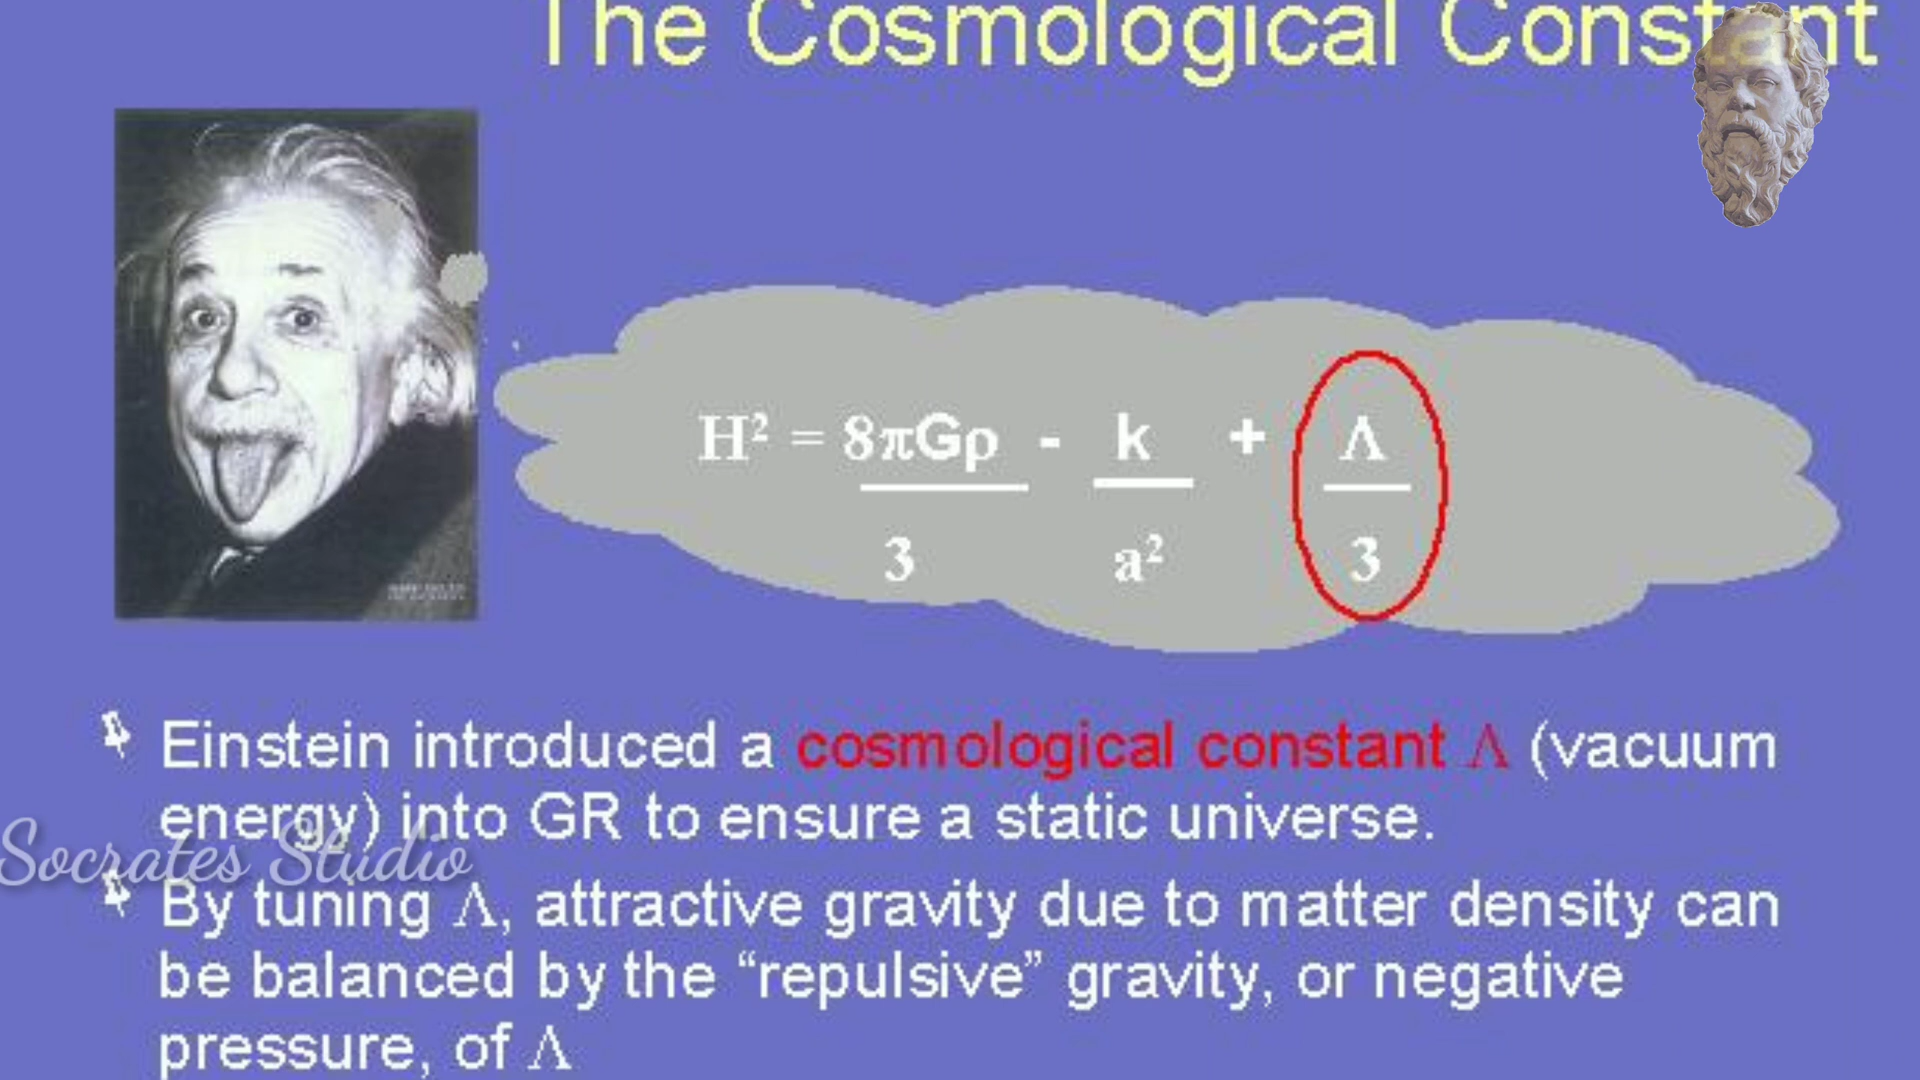 The Cosmological Constant
H² = 8πGρ - k + Λ
3 a² 3
Einstein introduced a cosmological constant Λ (vacuum
energy) into GR to ensure a static universe.
Socrates Studio
By tuning Λ, attractive gravity due to matter density can
be balanced by the “repulsive” gravity, or negative
pressure, of Λ